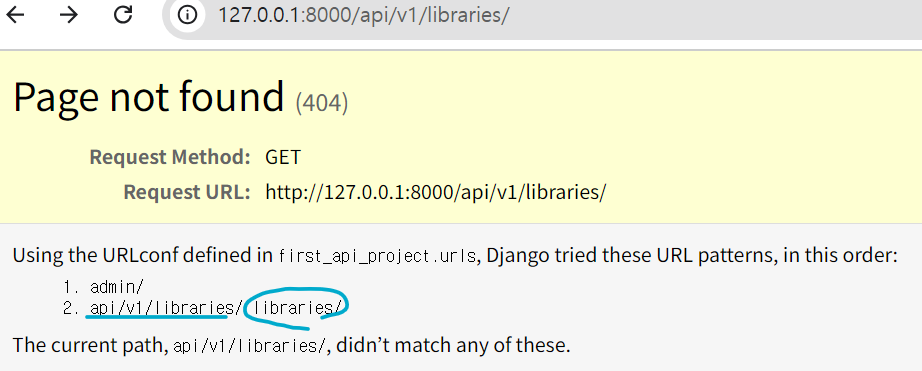 127.0.0.1:8000/api/v1/libraries/
Page not found (404)
Request Method: GET
Request URL: http://127.0.0.1:8000/api/v1/libraries/
Using the URLconf defined in first_api_project.urls, Django tried these URL patterns, in this order:
1. admin/
2. api/v1/libraries/ libraries/
The current path, api/v1/libraries/, didn’t match any of these.